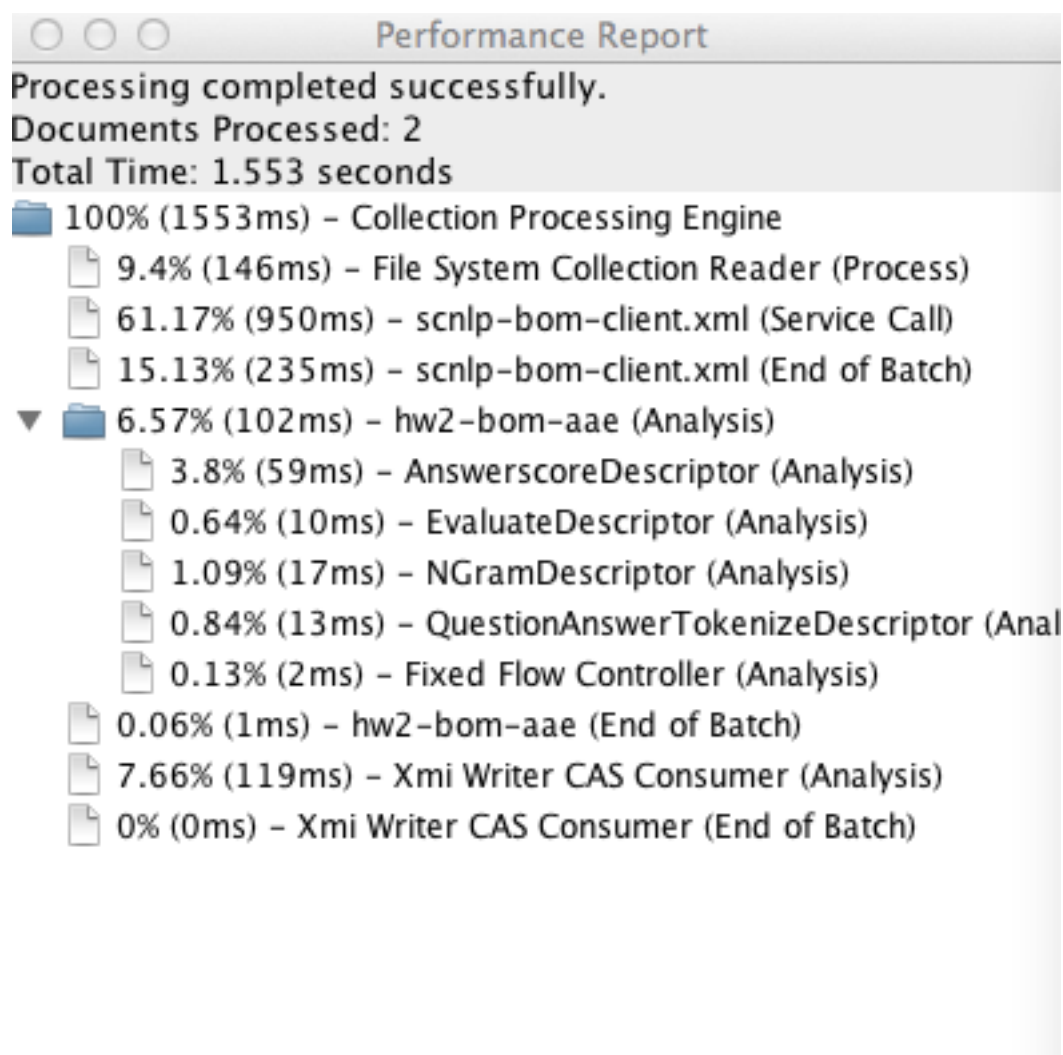 Performance Report
Processing completed successfully.
Documents Processed: 2
Total Time: 1.553 seconds
100% (1553ms) – Collection Processing Engine
9.4% (146ms) – File System Collection Reader (Process)
61.17% (950ms) – scnlp-bom-client.xml (Service Call)
15.13% (235ms) – scnlp-bom-client.xml (End of Batch)
6.57% (102ms) – hw2-bom-aae (Analysis)
3.8% (59ms) – AnswerscoreDescriptor (Analysis)
0.64% (10ms) – EvaluateDescriptor (Analysis)
1.09% (17ms) – NGramDescriptor (Analysis)
0.84% (13ms) – QuestionAnswerTokenizeDescriptor (Anal
0.13% (2ms) – Fixed Flow Controller (Analysis)
0.06% (1ms) – hw2-bom-aae (End of Batch)
7.66% (119ms) – Xmi Writer CAS Consumer (Analysis)
0% (0ms) – Xmi Writer CAS Consumer (End of Batch)